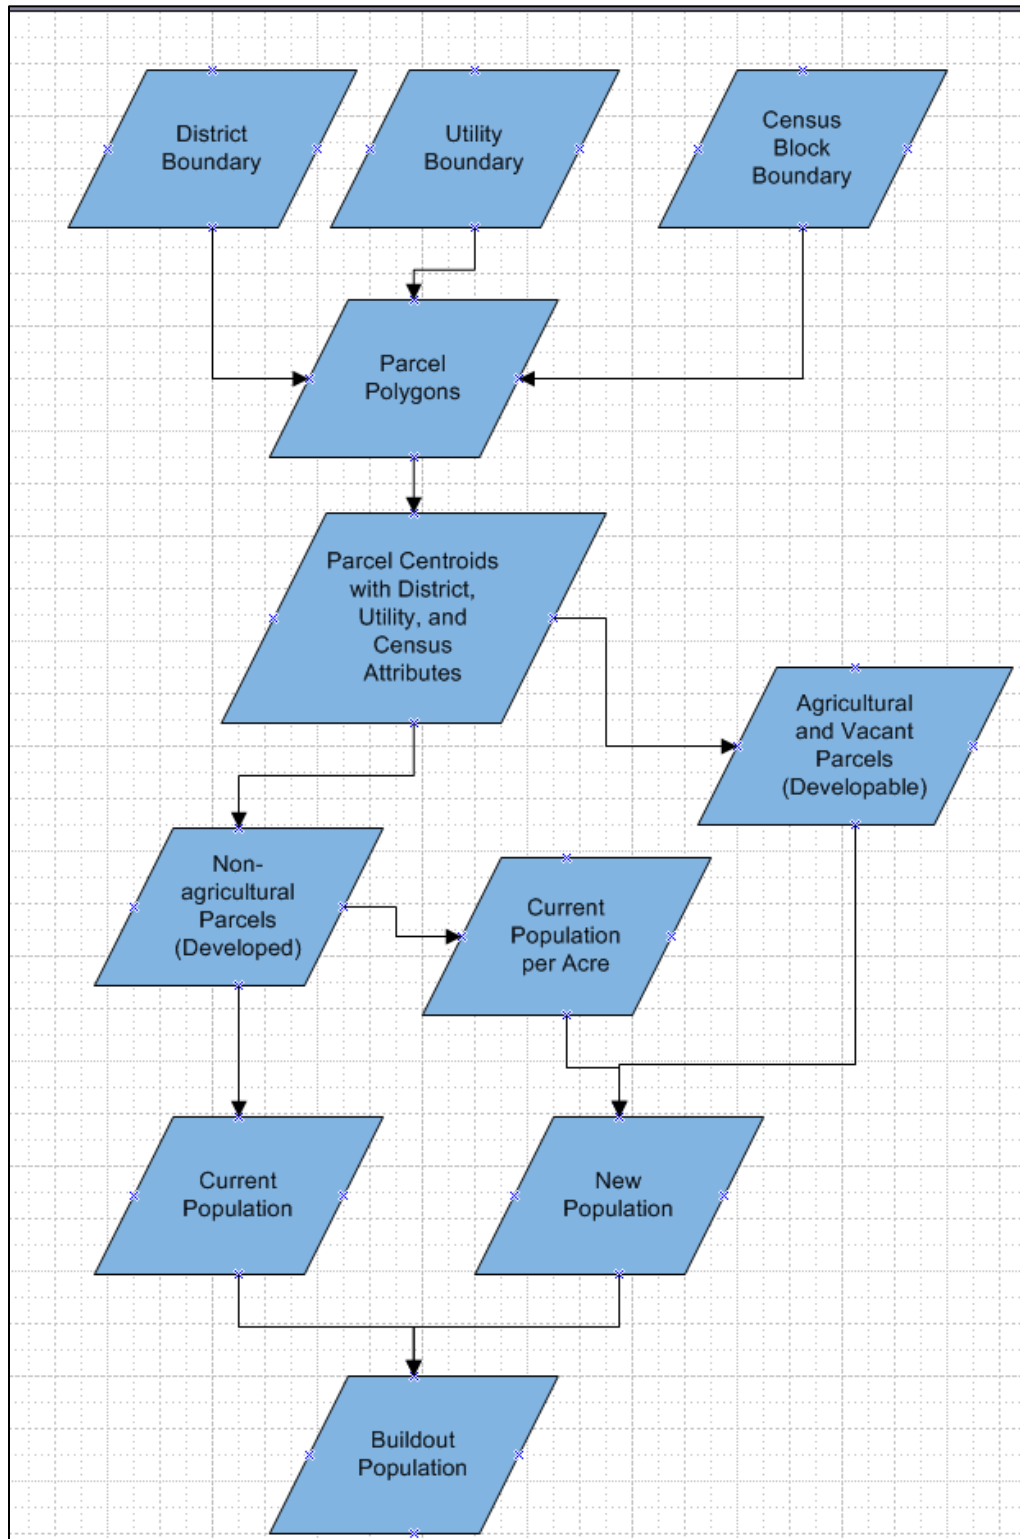 District
Boundary
Utility
Boundary
Census
Block
Boundary
Parcel
Polygons
Parcel Centroids
with District,
Utility, and
Census
Attributes
Agricultural
and Vacant
Parcels
(Developable)
Non-
agricultural
Parcels
(Developed)
Current
Population
per Acre
Current
Population
New
Population
Buildout
Population